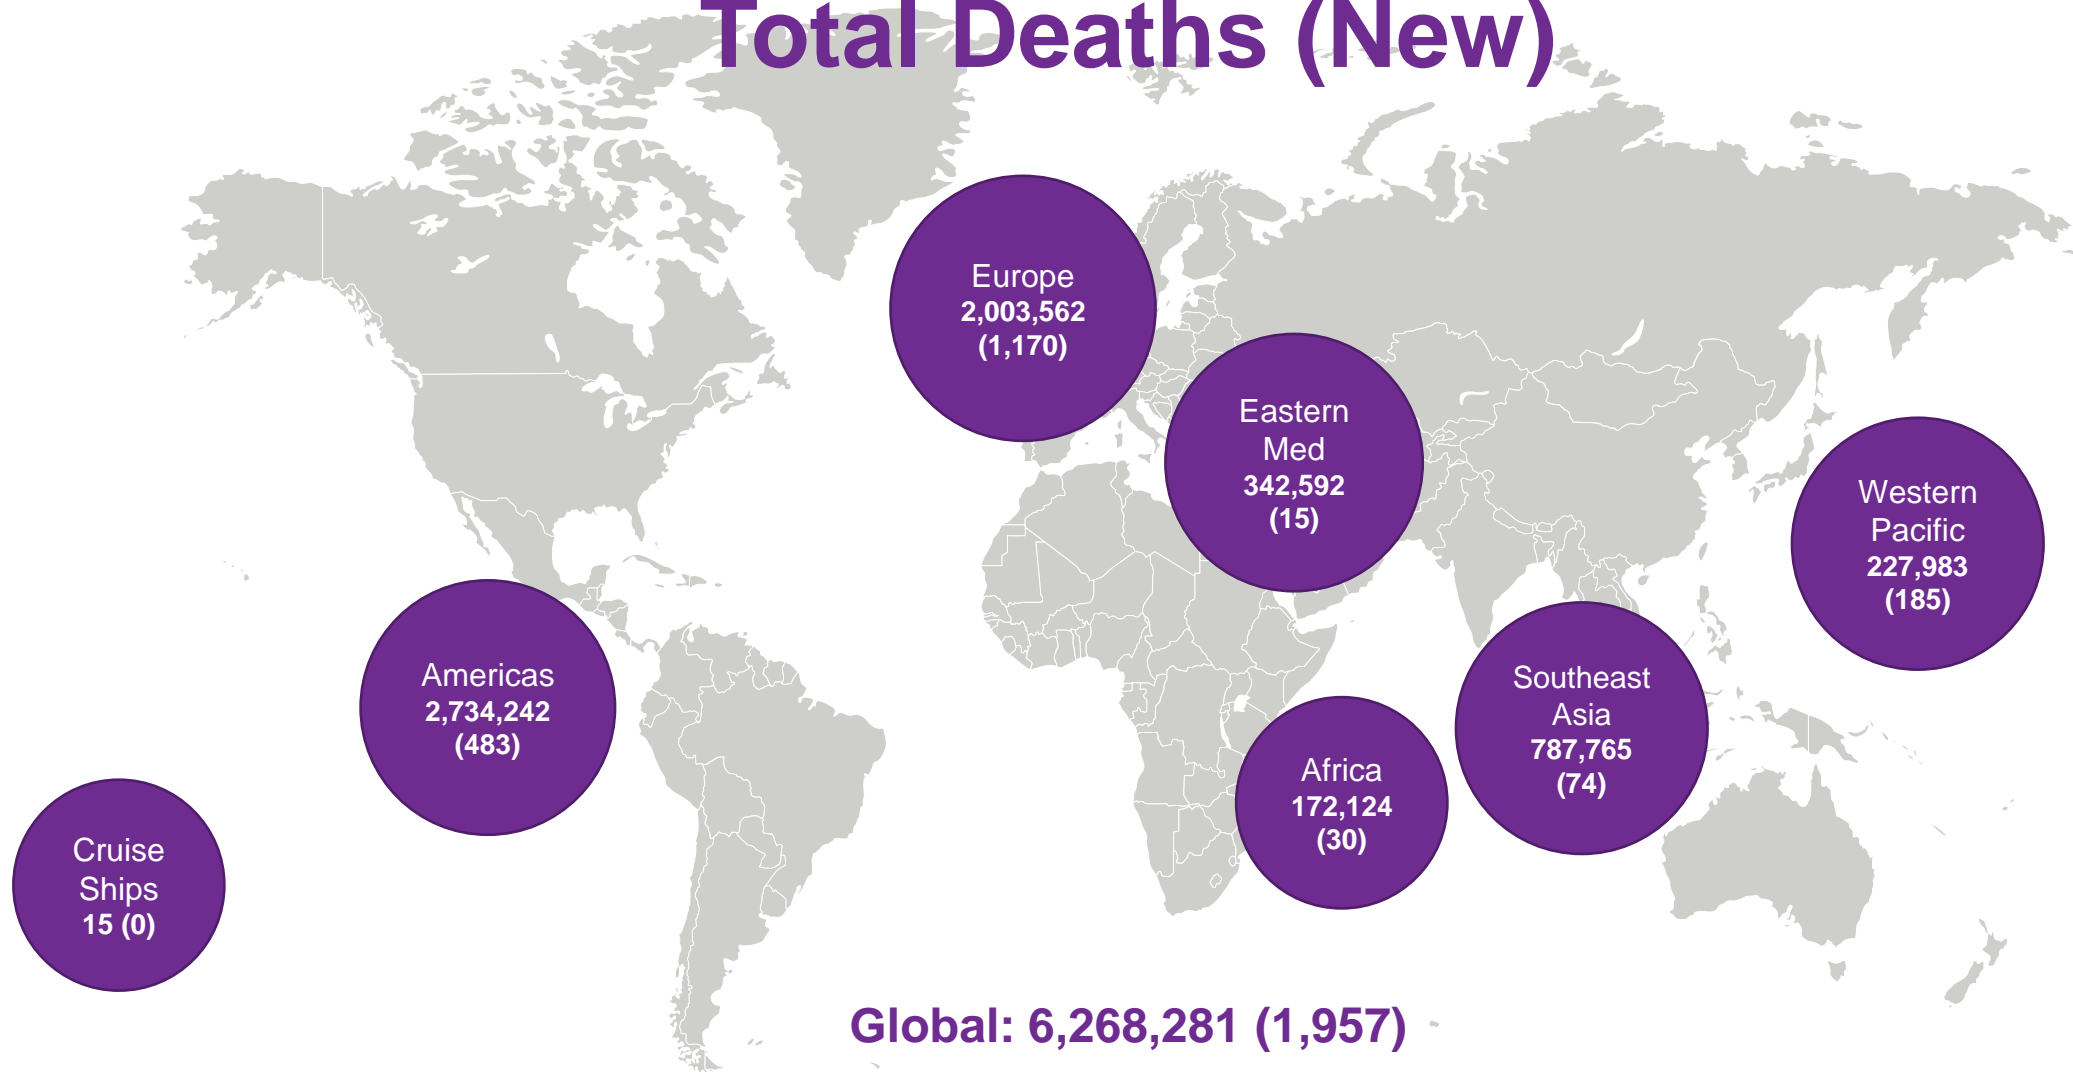 Total Deaths (New)
Europe
2,003,562
(1,170)
Eastern
Med
342,592
(15)
Western
Pacific
227,983
(185)
Americas
2,734,242
(483)
Southeast
Asia
787,765
(74)
Africa
172,124
(30)
Cruise
Ships
15 (0)
Global: 6,268,281 (1,957)